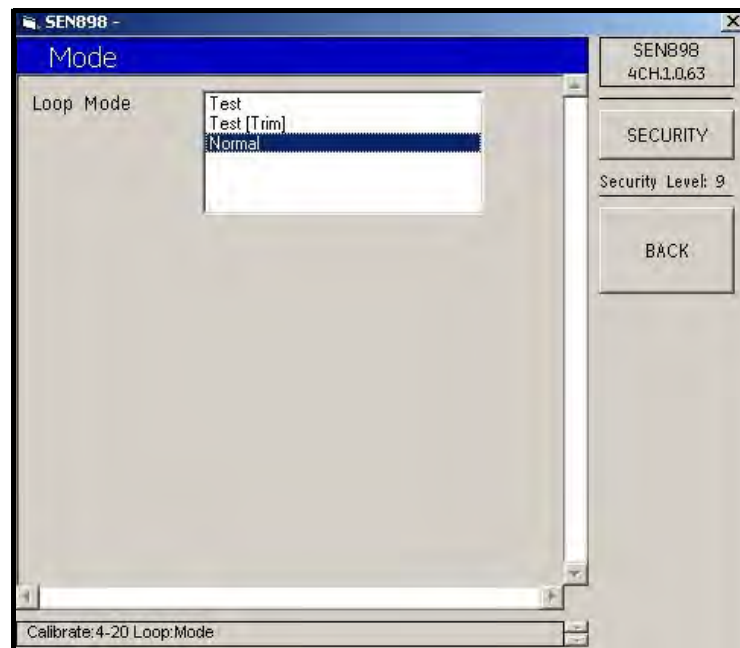 SEN898 -
Mode
Loop Mode
Test
Test [Trim]
Normal
SEN898
4CH.1.0.63
SECURITY
Security Level: 9
BACK
Calibrate:4-20 Loop:Mode